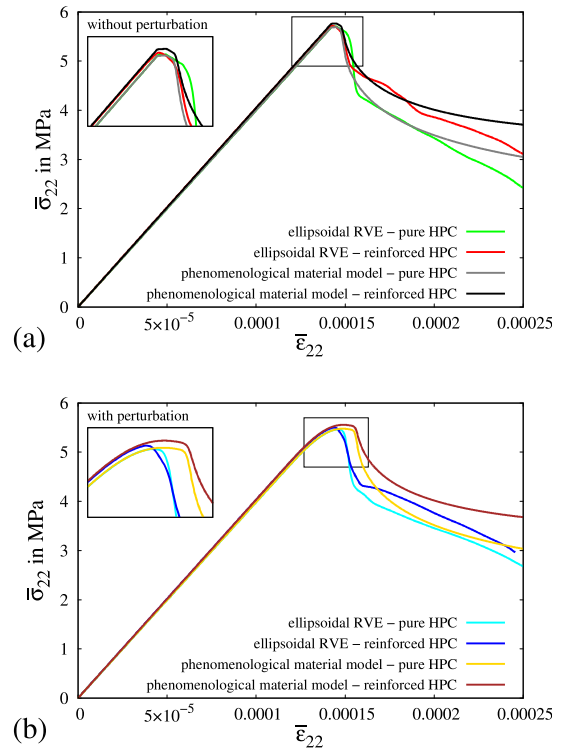 6
without perturbation
5
4
3
2
1
0
σ̅₂₂ in MPa
ellipsoidal RVE – pure HPC
ellipsoidal RVE – reinforced HPC
phenomenological material model – pure HPC
phenomenological material model – reinforced HPC
0 5×10⁻⁵ 0.0001 0.00015 0.0002 0.00025
(a) ε̅₂₂
6
with perturbation
5
4
3
2
1
0
σ̅₂₂ in MPa
ellipsoidal RVE – pure HPC
ellipsoidal RVE – reinforced HPC
phenomenological material model – pure HPC
phenomenological material model – reinforced HPC
0 5×10⁻⁵ 0.0001 0.00015 0.0002 0.00025
(b) ε̅₂₂